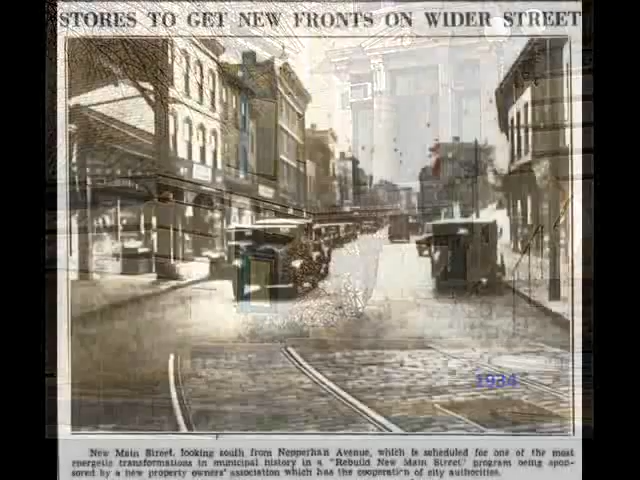 STORES TO GET NEW FRONTS ON WIDER STREET
1934
New Main Street, looking south from Nepperhan Avenue, which is scheduled for one of the most
energetic transformations in municipal history in a "Rebuild New Main Street" program being spon-
sored by a new property owners' association which has the cooperation of city authorities.